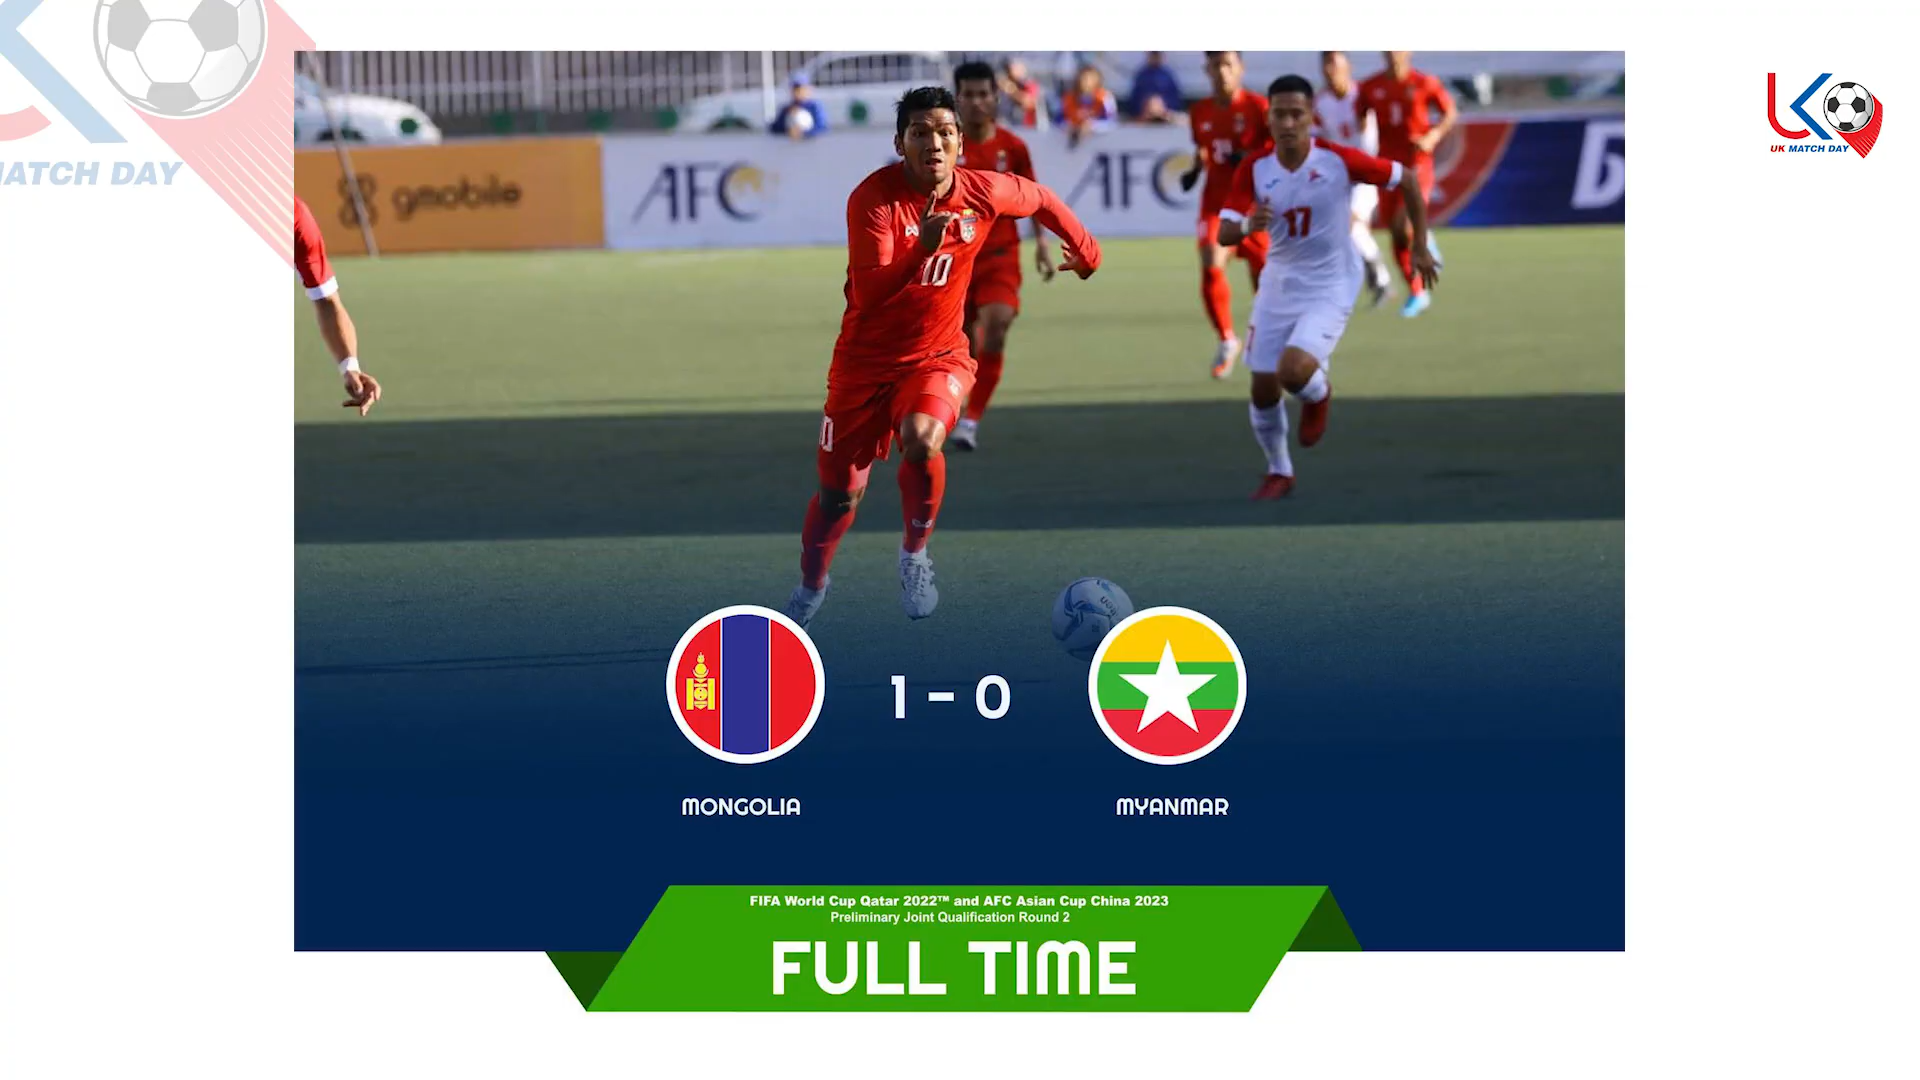 MATCH DAY
UK MATCH DAY
gmobile
AFC
AFC
10
17
10
1 - 0
MONGOLIA
MYANMAR
FIFA World Cup Qatar 2022™ and AFC Asian Cup China 2023
Preliminary Joint Qualification Round 2
FULL TIME